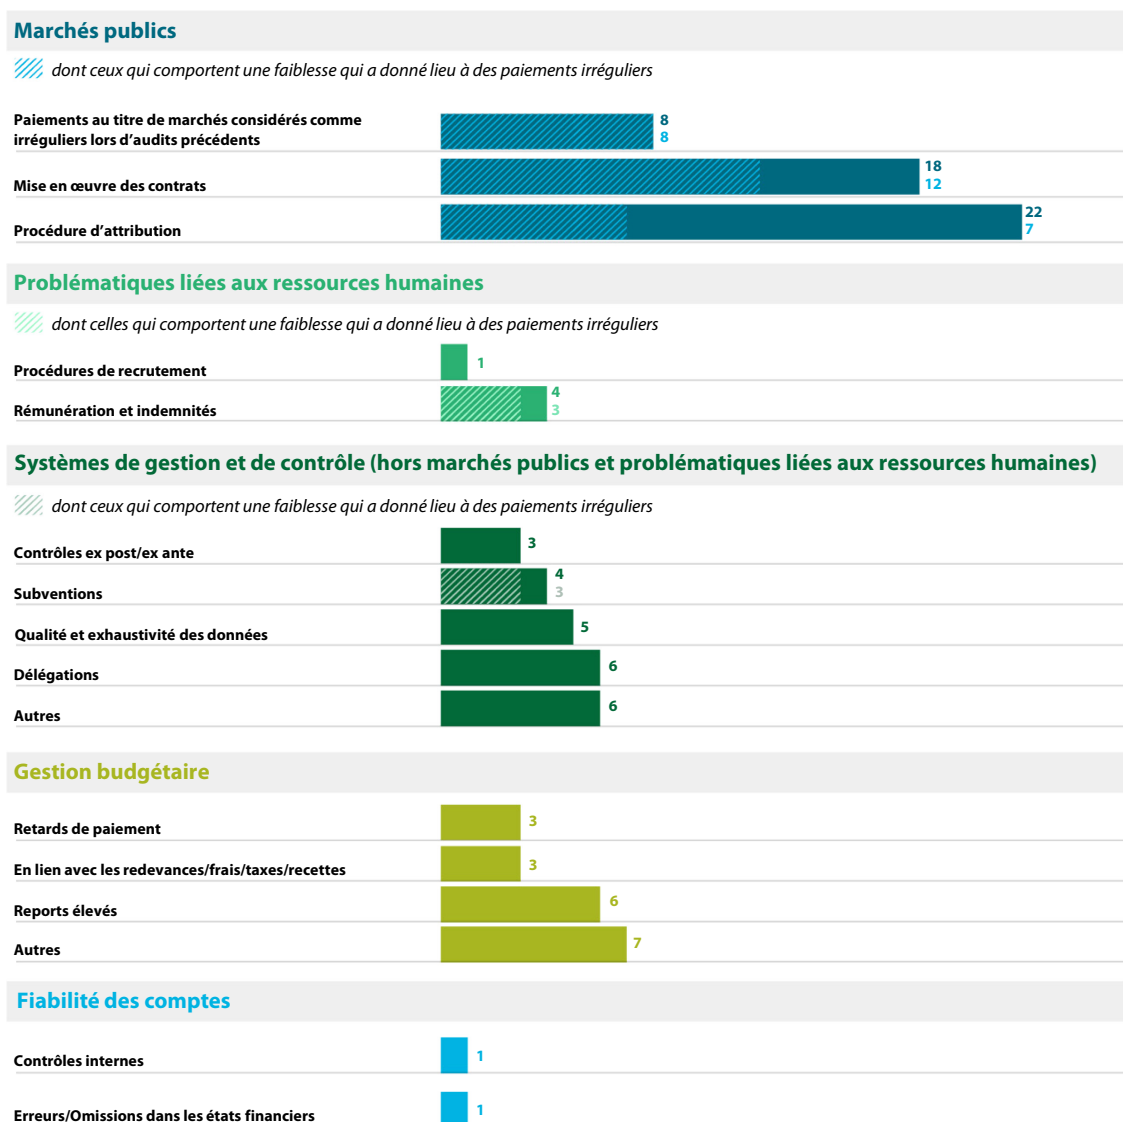 Marchés publics
dont ceux qui comportent une faiblesse qui a donné lieu à des paiements irréguliers
Paiements au titre de marchés considérés comme
irréguliers lors d'audits précédents
8
8
Mise en œuvre des contrats
18
12
Procédure d'attribution
22
7
Problématiques liées aux ressources humaines
dont celles qui comportent une faiblesse qui a donné lieu à des paiements irréguliers
Procédures de recrutement
1
Rémunération et indemnités
4
3
Systèmes de gestion et de contrôle (hors marchés publics et problématiques liées aux ressources humaines)
dont ceux qui comportent une faiblesse qui a donné lieu à des paiements irréguliers
Contrôles ex post/ex ante
3
Subventions
4
3
Qualité et exhaustivité des données
5
Délégations
6
Autres
6
Gestion budgétaire
Retards de paiement
3
En lien avec les redevances/frais/taxes/recettes
3
Reports élevés
6
Autres
7
Fiabilité des comptes
Contrôles internes
1
Erreurs/Omissions dans les états financiers
1